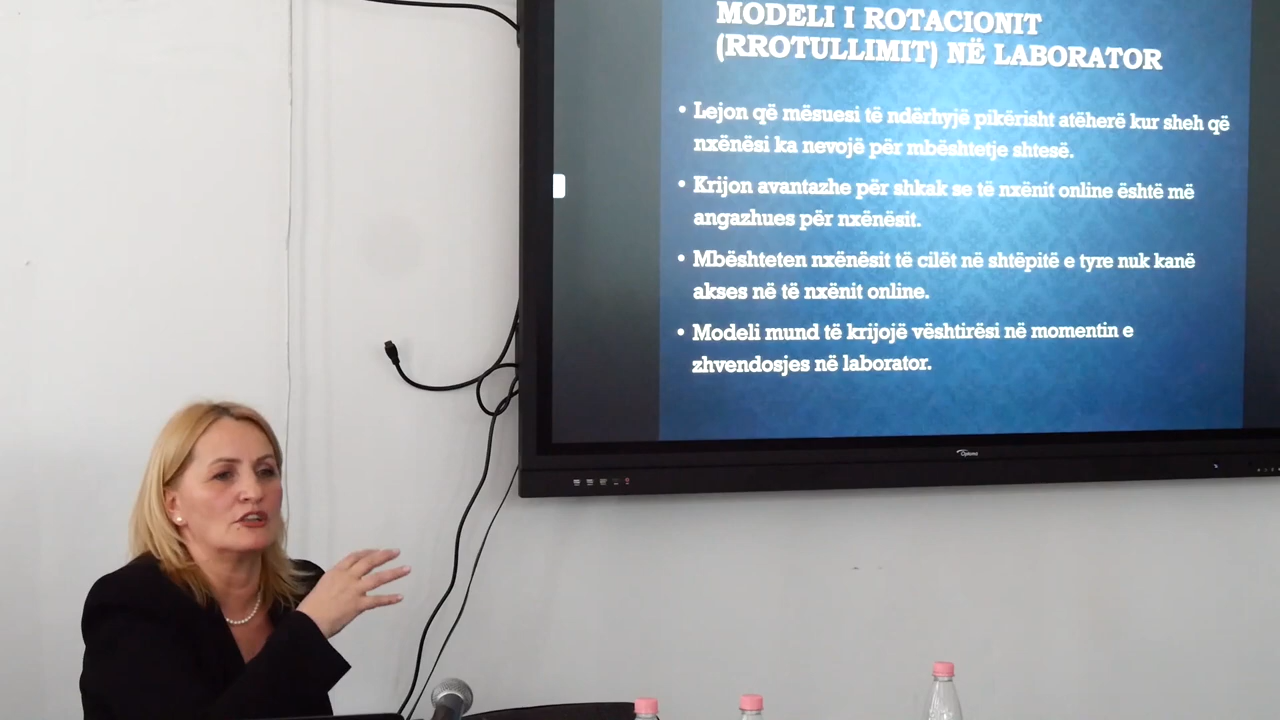 MODELI I ROTACIONIT
(RROTULLIMIT) NË LABORATOR
• Lejon që mësuesi të ndërhyjë pikërisht atëherë kur sheh që
nxënësi ka nevojë për mbështetje shtesë.
• Krijon avantazhe për shkak se të nxënit online është më
angazhues për nxënësit.
• Mbështeten nxënësit të cilët në shtëpitë e tyre nuk kanë
akses në të nxënit online.
• Modeli mund të krijojë vështirësi në momentin e
zhvendosjes në laborator.
Optoma